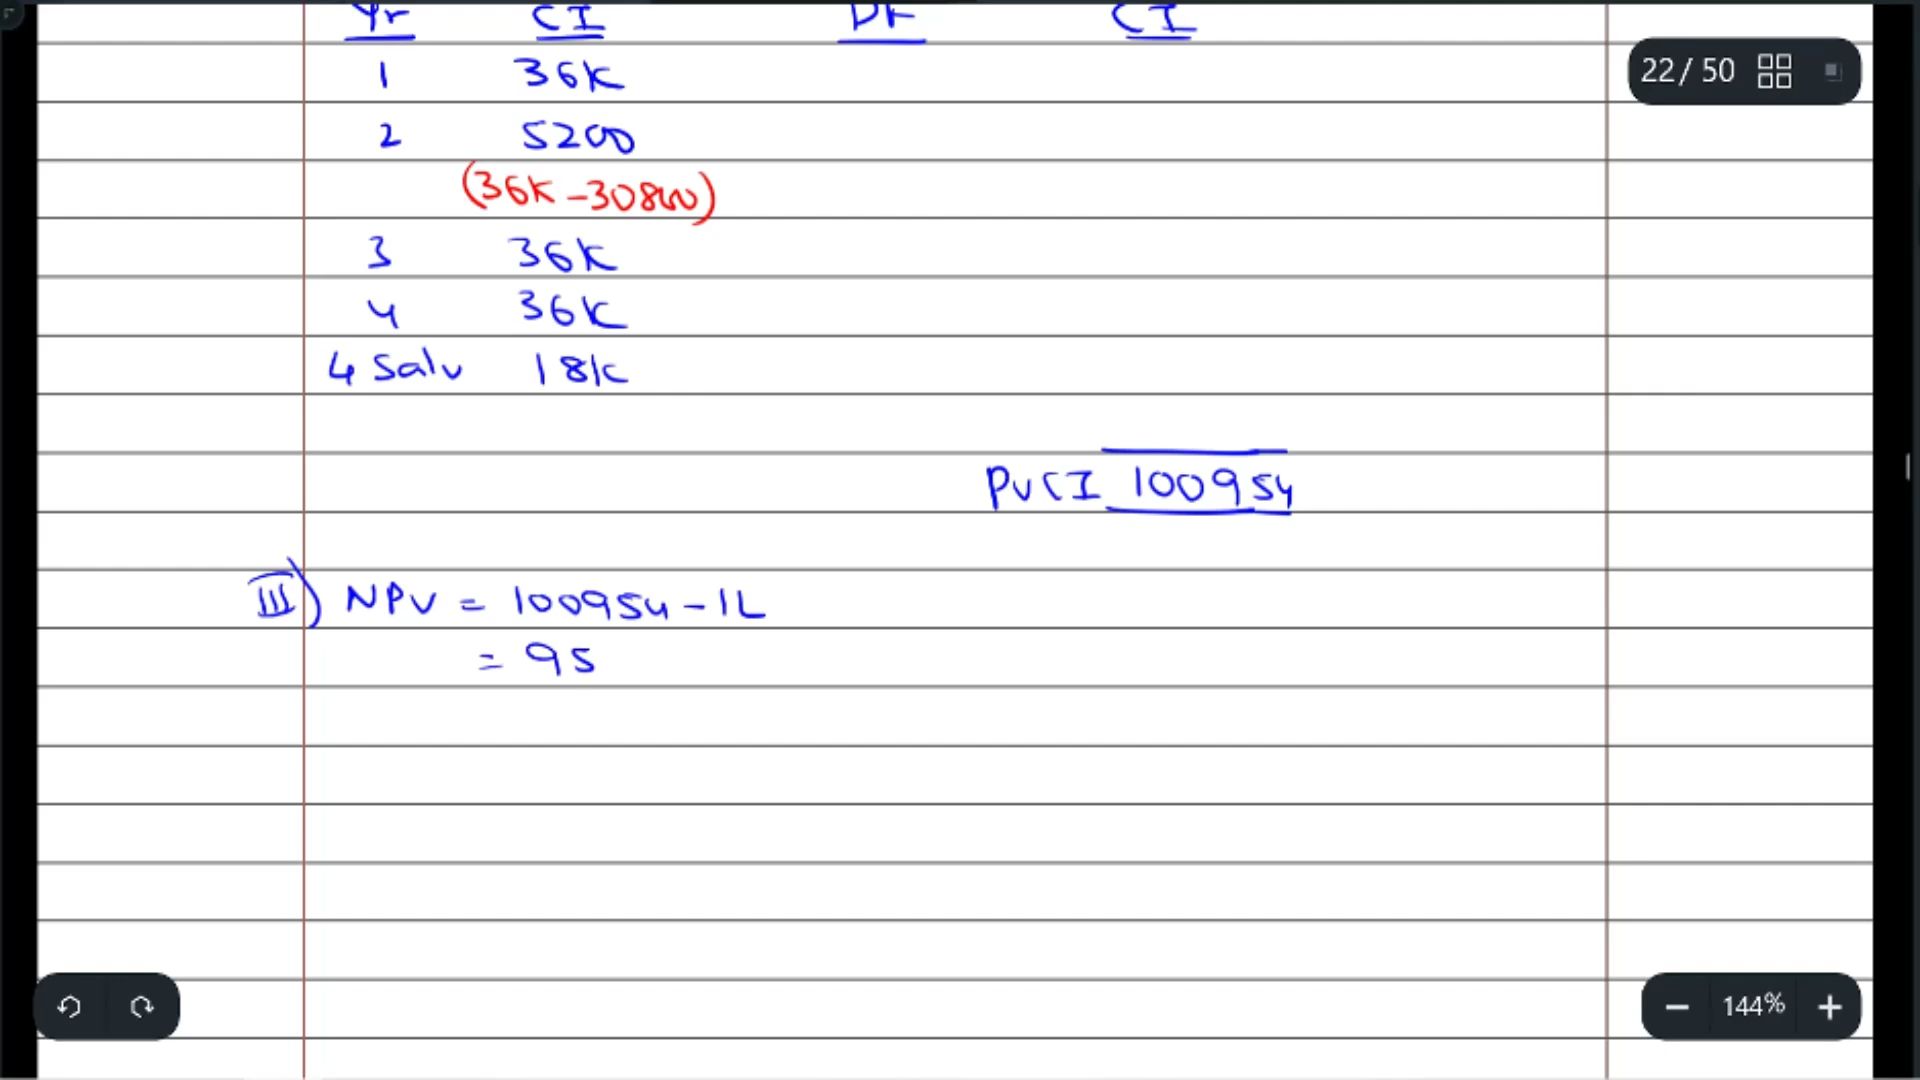 Yr CI DF CI
1 36K
2 5200
(36K - 30800)
3 36K
4 36K
4 Salv 18K
PVCI 100954
III) NPV = 100954 - 1L
= 95
22 / 50
144%